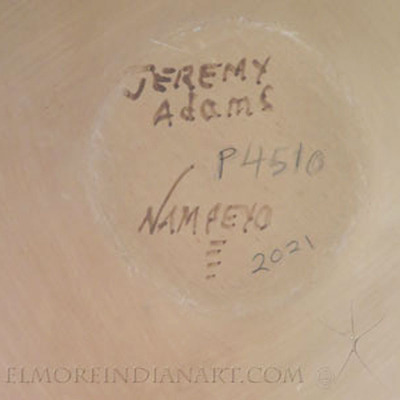 JEREMY
Adams
P4510
NAMPEYO
2021
ELMOREINDIANART.COM ©